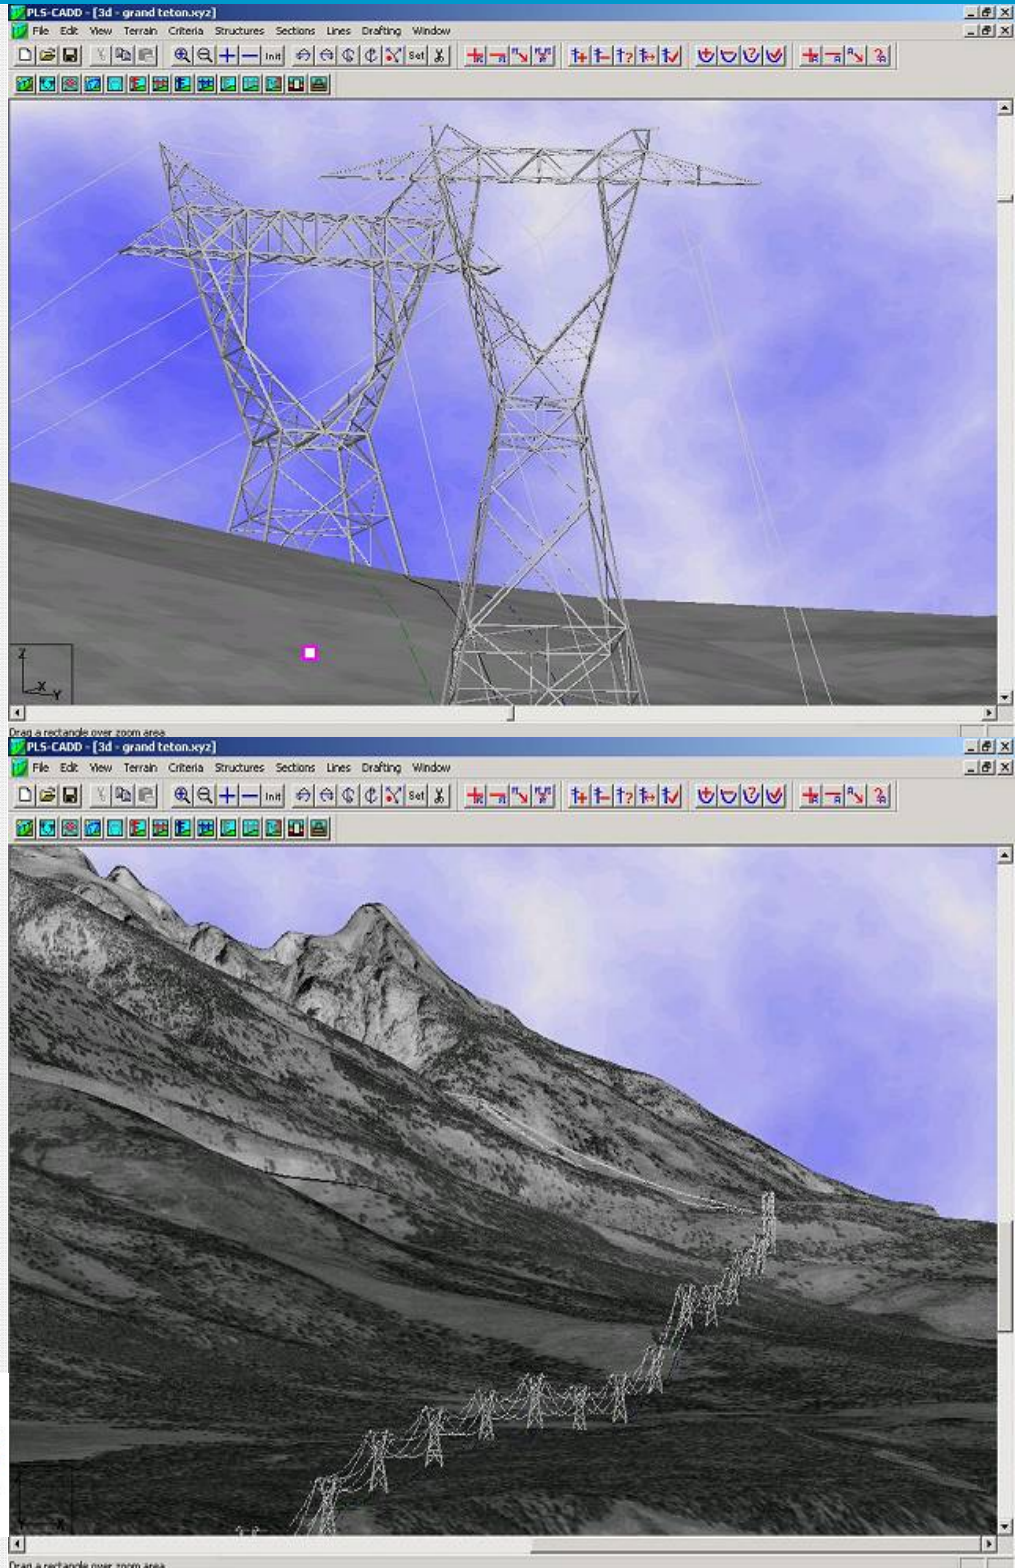 PLS-CADD - [3d - grand teton.xyz]
File Edit View Terrain Criteria Structures Sections Lines Drafting Window
Init Set
Z
X
Y
Drag a rectangle over zoom area
PLS-CADD - [3d - grand teton.xyz]
File Edit View Terrain Criteria Structures Sections Lines Drafting Window
Init Set
Drag a rectangle over zoom area